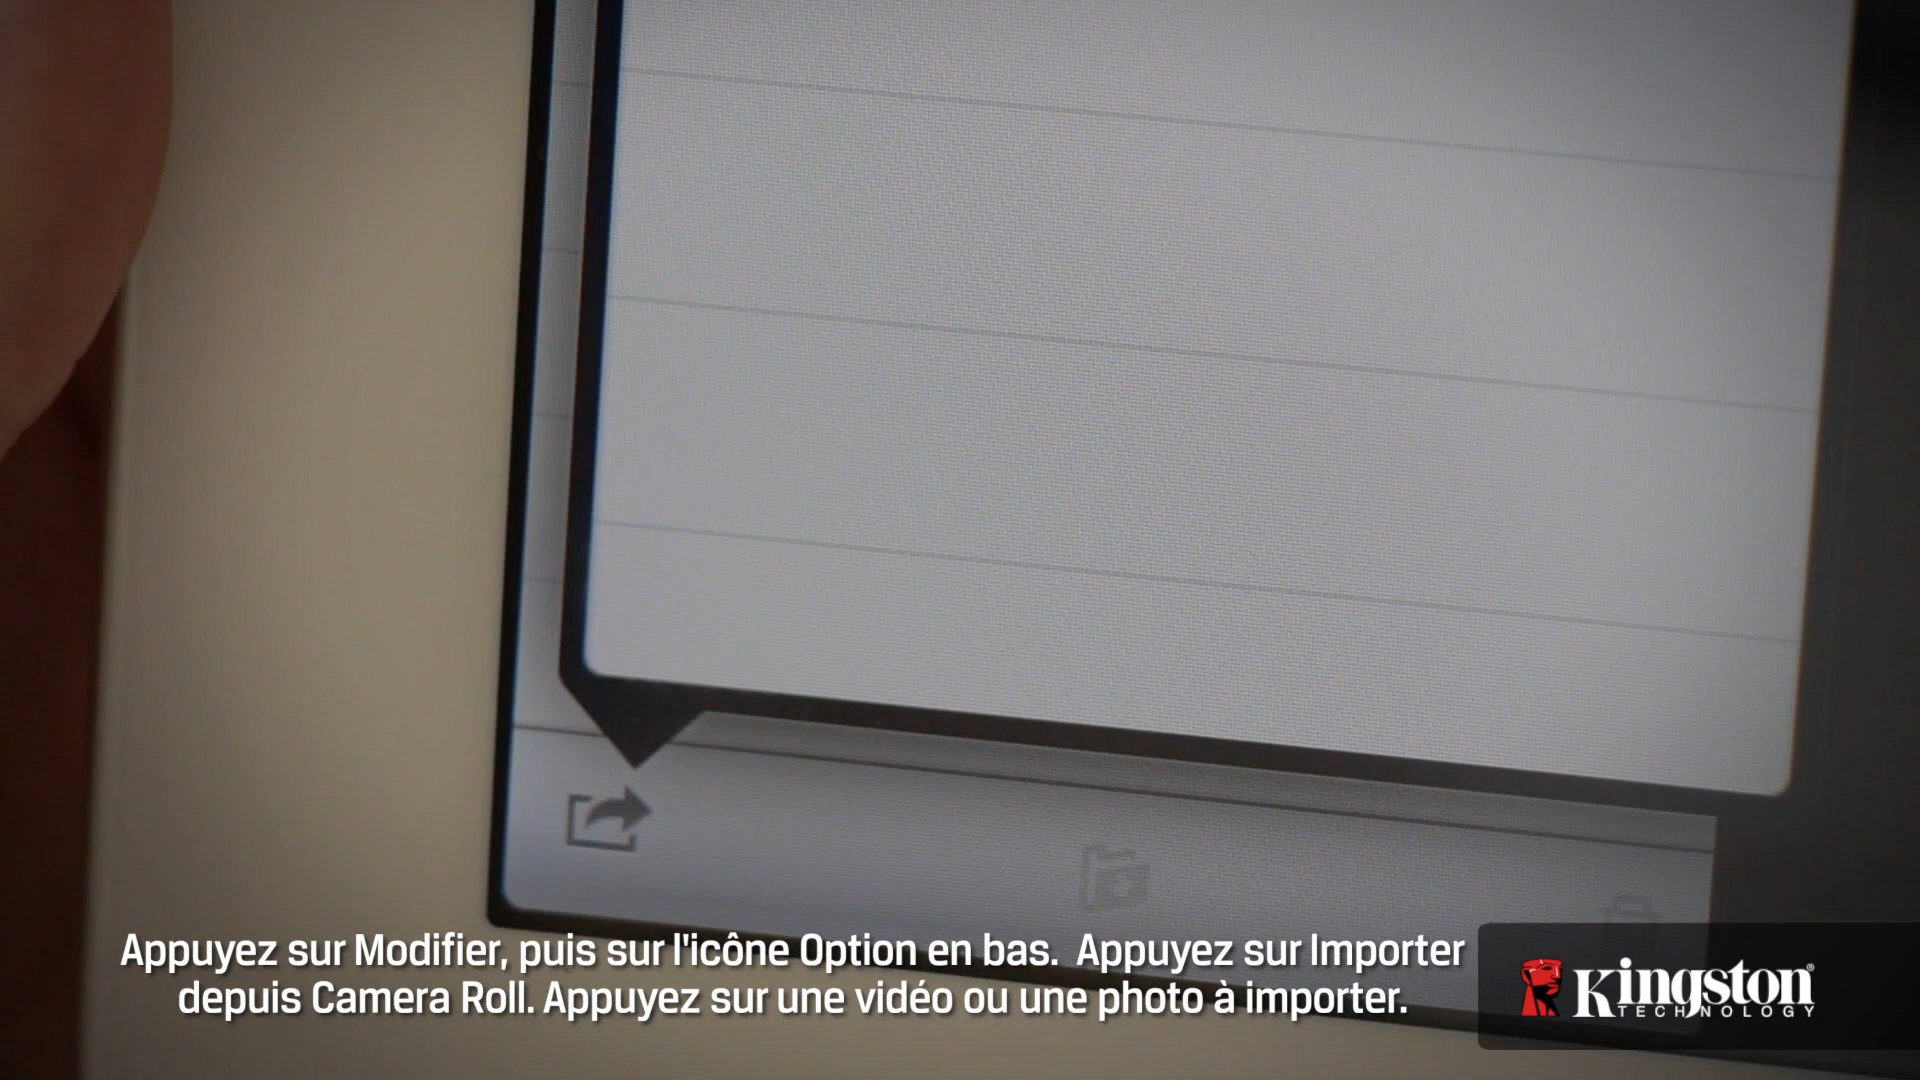 Appuyez sur Modifier, puis sur l'icône Option en bas. Appuyez sur Importer
depuis Camera Roll. Appuyez sur une vidéo ou une photo à importer.
Kingston®
TECHNOLOGY